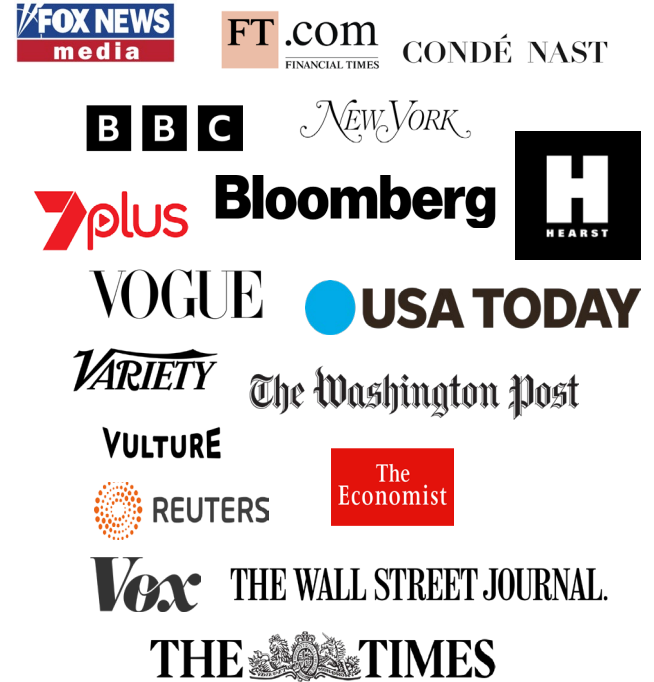 FOX NEWS
media
FT.com
FINANCIAL TIMES
CONDÉ NAST
BBC
NEW YORK
H
HEARST
7plus
Bloomberg
VOGUE
USA TODAY
VARIETY
The Washington Post
VULTURE
The
Economist
REUTERS
Vox
THE WALL STREET JOURNAL.
THE TIMES